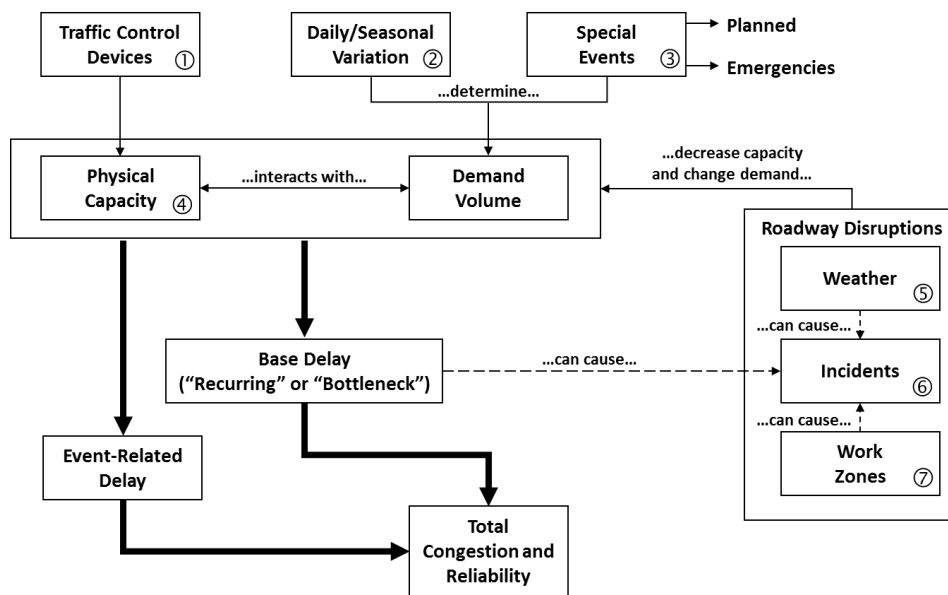 Traffic Control
Devices ①
Daily/Seasonal
Variation ②
Special
Events ③
Planned
Emergencies
...determine...
Physical
Capacity ④
...interacts with...
Demand
Volume
...decrease capacity
and change demand...
Roadway Disruptions
Weather ⑤
...can cause...
Base Delay
("Recurring" or "Bottleneck")
...can cause...
Incidents ⑥
...can cause...
Work
Zones ⑦
Event-Related
Delay
Total
Congestion and
Reliability